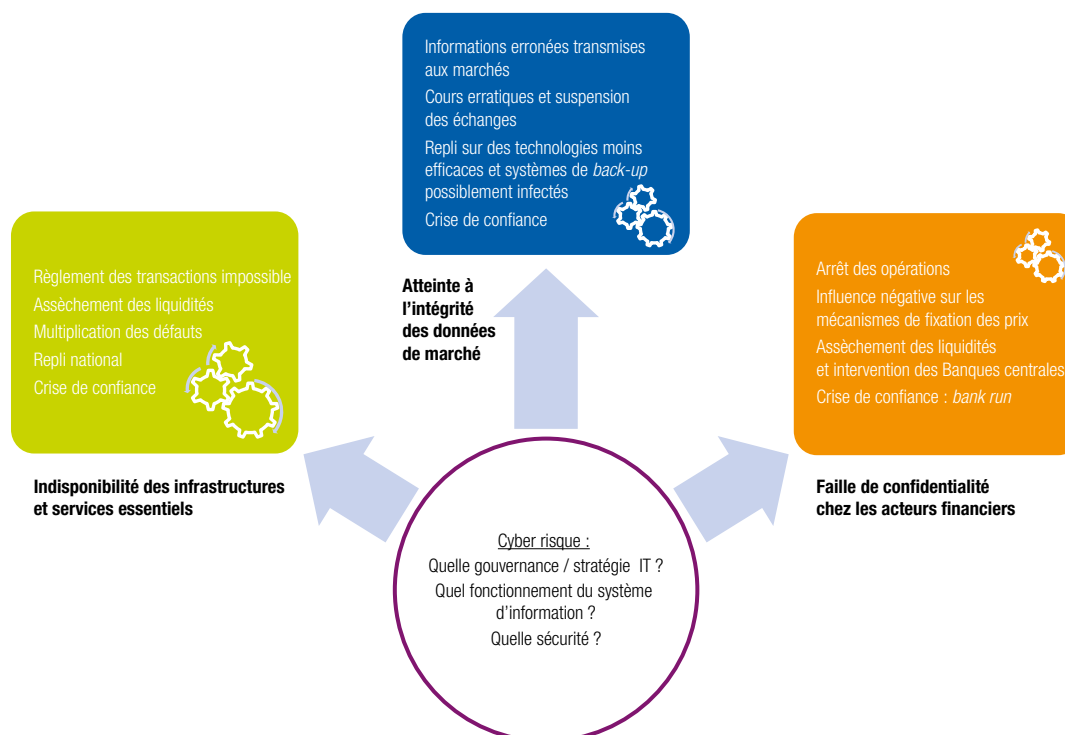 Informations erronées transmises
aux marchés
Cours erratiques et suspension
des échanges
Repli sur des technologies moins
efficaces et systèmes de back-up
possiblement infectés
Crise de confiance
Règlement des transactions impossible
Assèchement des liquidités
Multiplication des défauts
Repli national
Crise de confiance
Atteinte à
l'intégrité
des données
de marché
Arrêt des opérations
Influence négative sur les
mécanismes de fixation des prix
Assèchement des liquidités
et intervention des Banques centrales
Crise de confiance : bank run
Indisponibilité des infrastructures
et services essentiels
Faille de confidentialité
chez les acteurs financiers
Cyber risque :
Quelle gouvernance / stratégie IT ?
Quel fonctionnement du système
d'information ?
Quelle sécurité ?